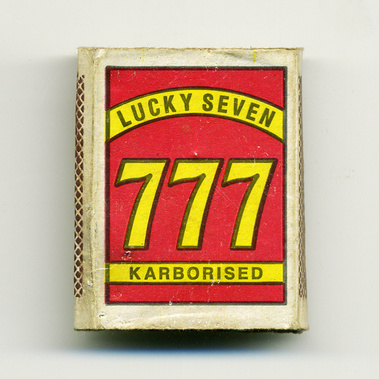 LUCKY SEVEN
777
KARBORISED